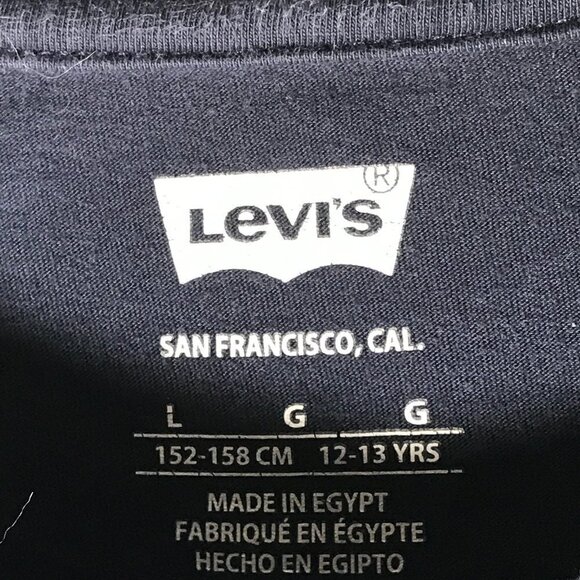 LEVI'S ®
SAN FRANCISCO, CAL.
L G G
152-158 CM 12-13 YRS
MADE IN EGYPT
FABRIQUÉ EN ÉGYPTE
HECHO EN EGIPTO